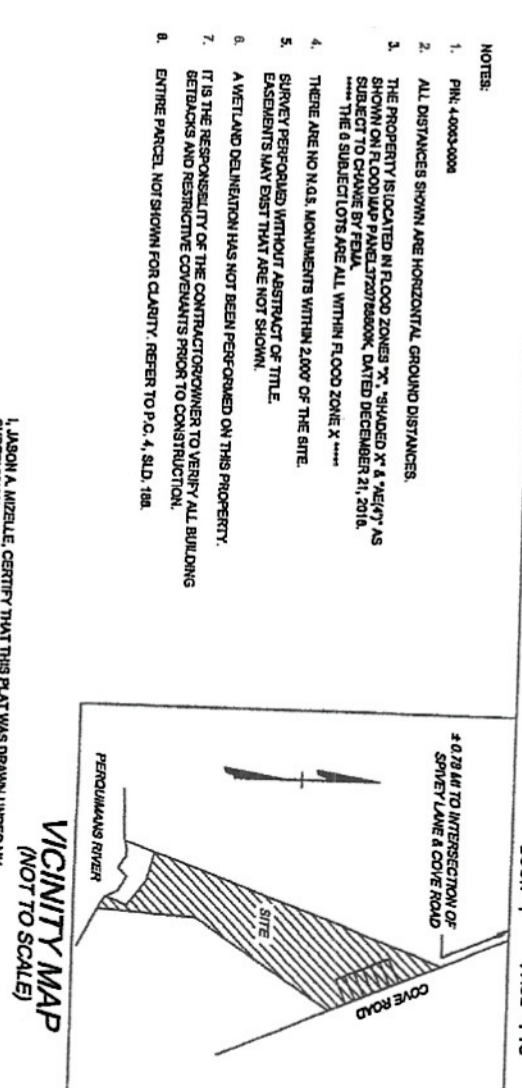 NOTES:
1. PIN: 4-0063-0006
2. ALL DISTANCES SHOWN ARE HORIZONTAL GROUND DISTANCES.
3. THE PROPERTY IS LOCATED IN FLOOD ZONES "X", "SHADED X" & "AE(4')" AS
SHOWN ON FLOOD MAP PANEL3720788800K, DATED DECEMBER 21, 2018.
SUBJECT TO CHANGE BY FEMA.
***** THE 6 SUBJECT LOTS ARE ALL WITHIN FLOOD ZONE X *****
4. THERE ARE NO N.G.S. MONUMENTS WITHIN 2,000' OF THE SITE.
5. SURVEY PERFORMED WITHOUT ABSTRACT OF TITLE.
EASEMENTS MAY EXIST THAT ARE NOT SHOWN.
6. A WETLAND DELINEATION HAS NOT BEEN PERFORMED ON THIS PROPERTY.
7. IT IS THE RESPONSIBILITY OF THE CONTRACTOR/OWNER TO VERIFY ALL BUILDING
SETBACKS AND RESTRICTIVE COVENANTS PRIOR TO CONSTRUCTION.
8. ENTIRE PARCEL NOT SHOWN FOR CLARITY. REFER TO P.C. 4, SLD. 188.
± 0.78 MI TO INTERSECTION OF
SPIVEY LANE & COVE ROAD
COVE ROAD
SITE
PERQUIMANS RIVER
VICINITY MAP
(NOT TO SCALE)
I, JASON A. MIZELLE, CERTIFY THAT THIS PLAT WAS DRAWN UNDER MY